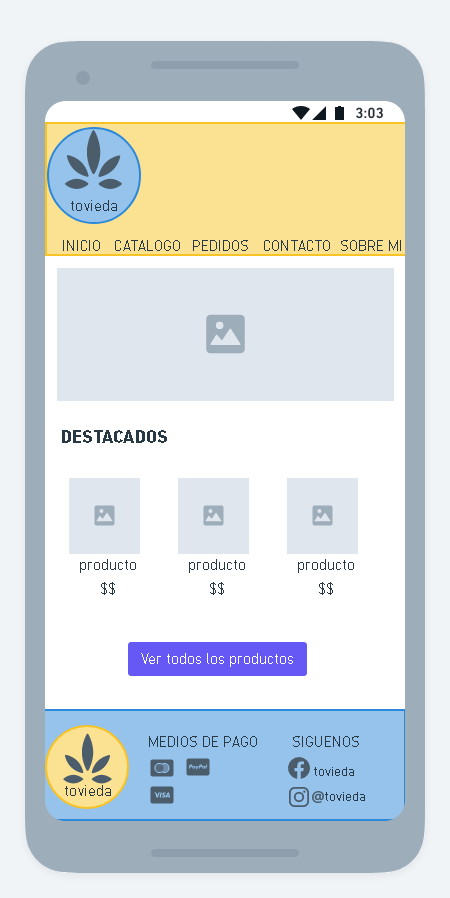 3:03
tovieda
INICIO CATALOGO PEDIDOS CONTACTO SOBRE MI
DESTACADOS
producto producto producto
$$ $$ $$
Ver todos los productos
MEDIOS DE PAGO SIGUENOS
PayPal
tovieda
VISA
@tovieda
tovieda